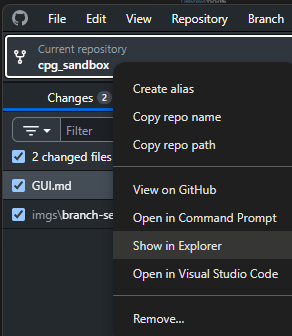 File Edit View Repository Branch
Current repository
cpg_sandbox
Create alias
Changes 2
Copy repo name
Filter
Copy repo path
2 changed files
View on GitHub
GUI.md
Open in Command Prompt
imgs\branch-se
Show in Explorer
Open in Visual Studio Code
Remove...